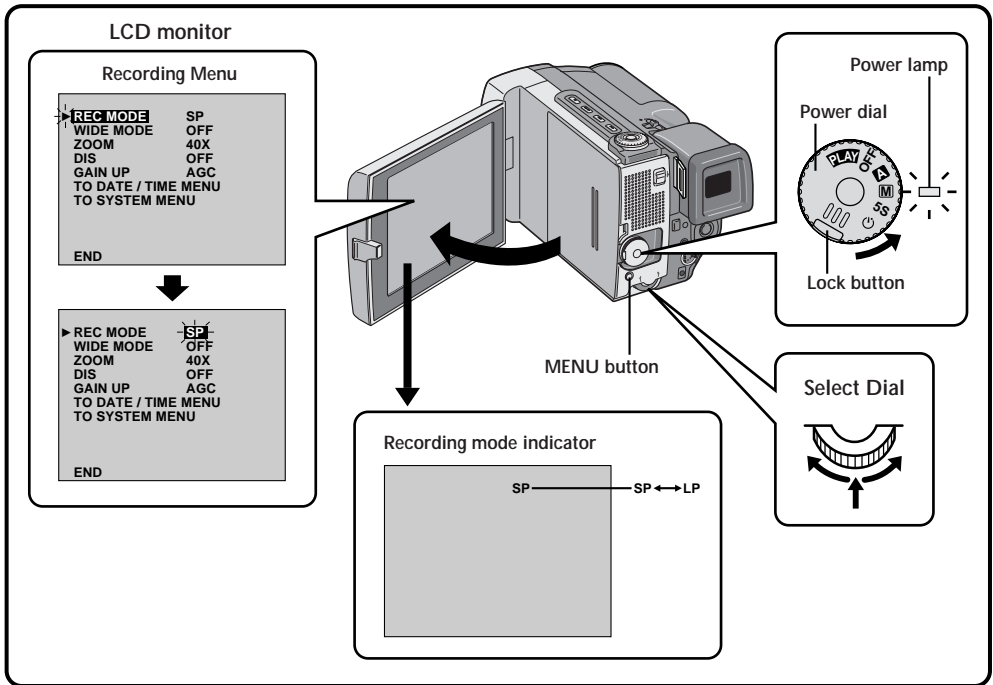 LCD monitor
Recording Menu
REC MODE SP
WIDE MODE OFF
ZOOM 40X
DIS OFF
GAIN UP AGC
TO DATE / TIME MENU
TO SYSTEM MENU
END
REC MODE SP
WIDE MODE OFF
ZOOM 40X
DIS OFF
GAIN UP AGC
TO DATE / TIME MENU
TO SYSTEM MENU
END
Power lamp
Power dial
PLAY OFF A M 5S
Lock button
MENU button
Select Dial
Recording mode indicator
SP SP ↔ LP